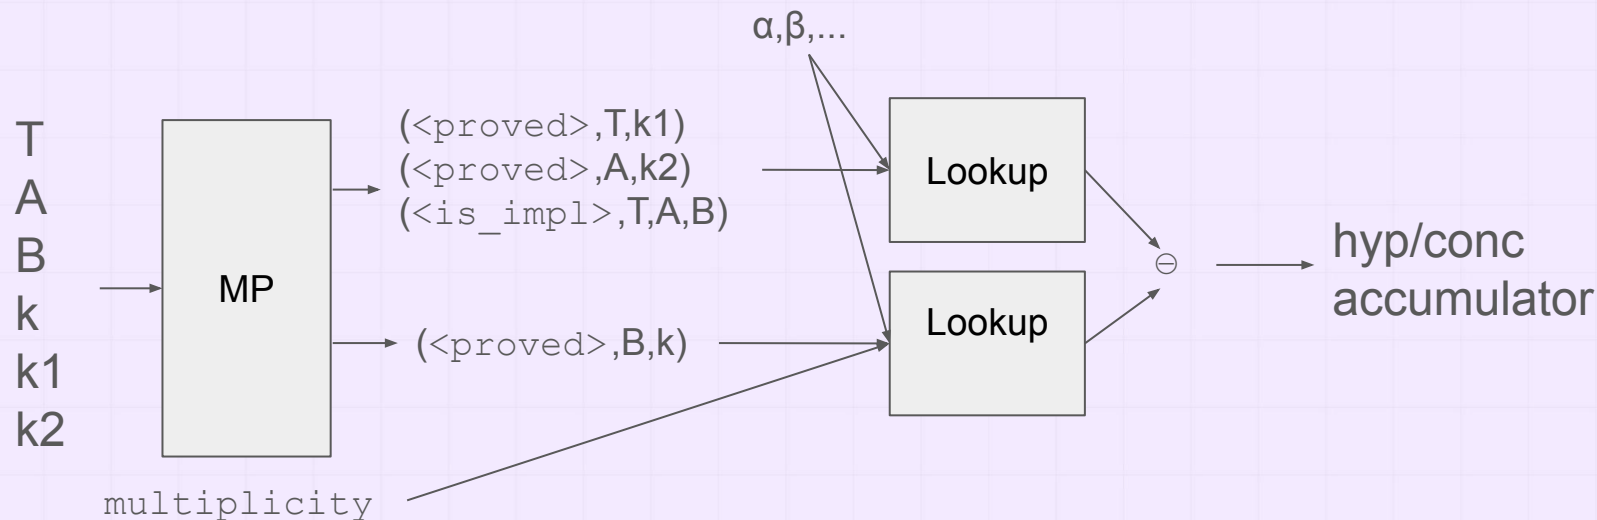 α,β,...
T
A
B
k
k1
k2
MP
(<proved>,T,k1)
(<proved>,A,k2)
(<is_impl>,T,A,B)
(<proved>,B,k)
multiplicity
Lookup
Lookup
⊖
hyp/conc
accumulator